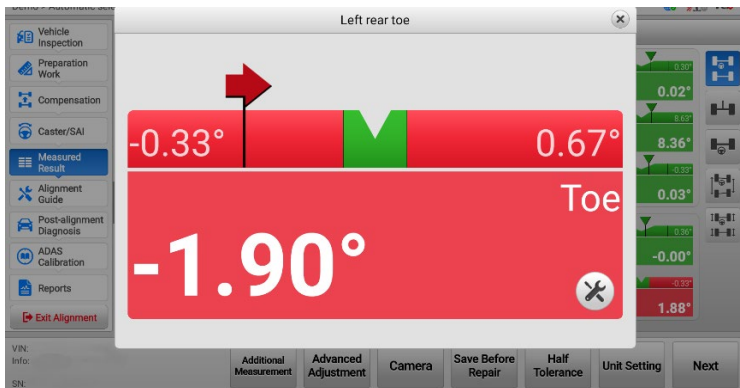 Left rear toe
Vehicle
Inspection
Preparation
Work
Compensation
Caster/SAI
Measured
Result
Alignment
Guide
Post-alignment
Diagnosis
ADAS
Calibration
Reports
Exit Alignment
-0.33° 0.67°
Toe
-1.90°
0.30°
0.02°
8.63°
8.36°
-0.33°
0.03°
0.36°
-0.00°
-0.33°
1.88°
VIN:
Info:
SN:
Additional
Measurement
Advanced
Adjustment
Camera
Save Before
Repair
Half
Tolerance
Unit Setting
Next